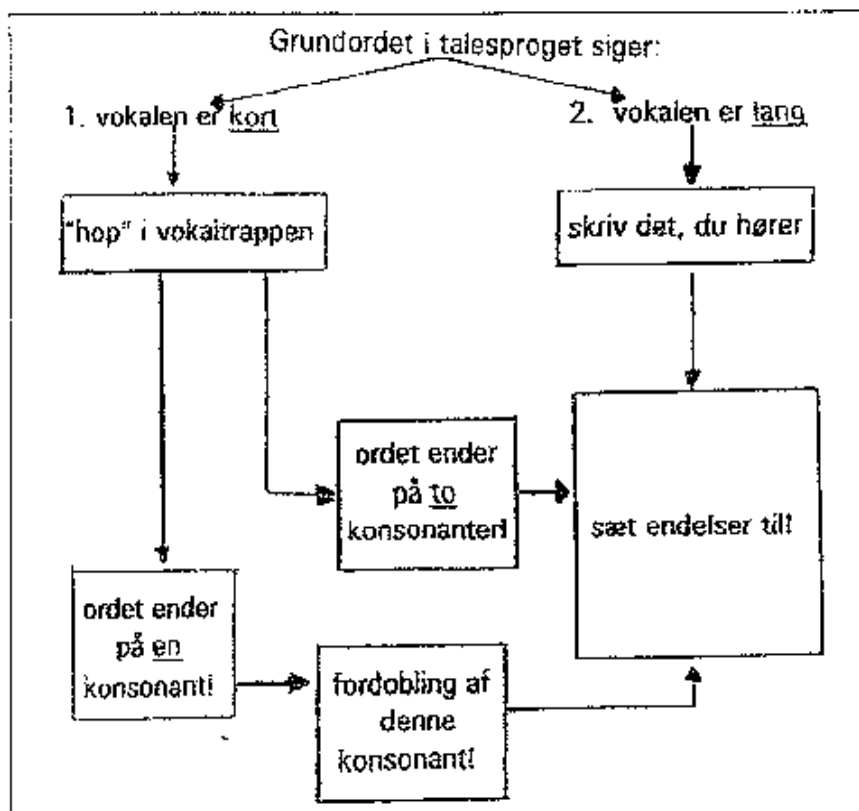 Grundordet i talesproget siger:
1. vokalen er kort
2. vokalen er lang
"hop" i vokaltrappen
skriv det, du hører
ordet ender
på to
konsonanter!
sæt endelser till
ordet ender
på en
konsonant!
fordobling af
denne
konsonant!